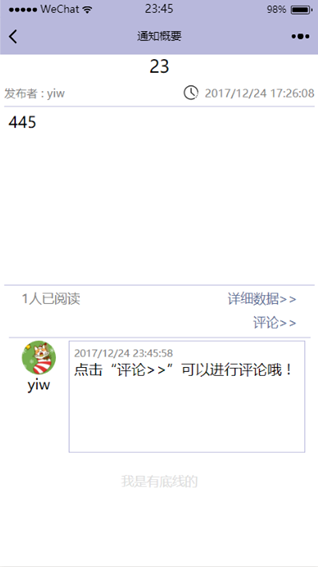 WeChat 23:45 98%
通知概要
23
发布者：yiw 2017/12/24 17:26:08
445
1人已阅读 详细数据>>
评论>>
2017/12/24 23:45:58
点击“评论>>”可以进行评论哦！
yiw
我是有底线的